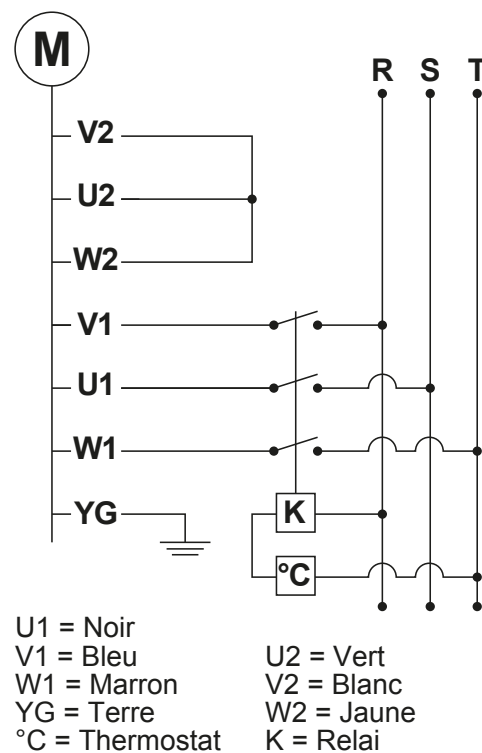 M
R S T
V2
U2
W2
V1
U1
W1
YG
K
°C
U1 = Noir
V1 = Bleu
W1 = Marron
YG = Terre
°C = Thermostat
U2 = Vert
V2 = Blanc
W2 = Jaune
K = Relai